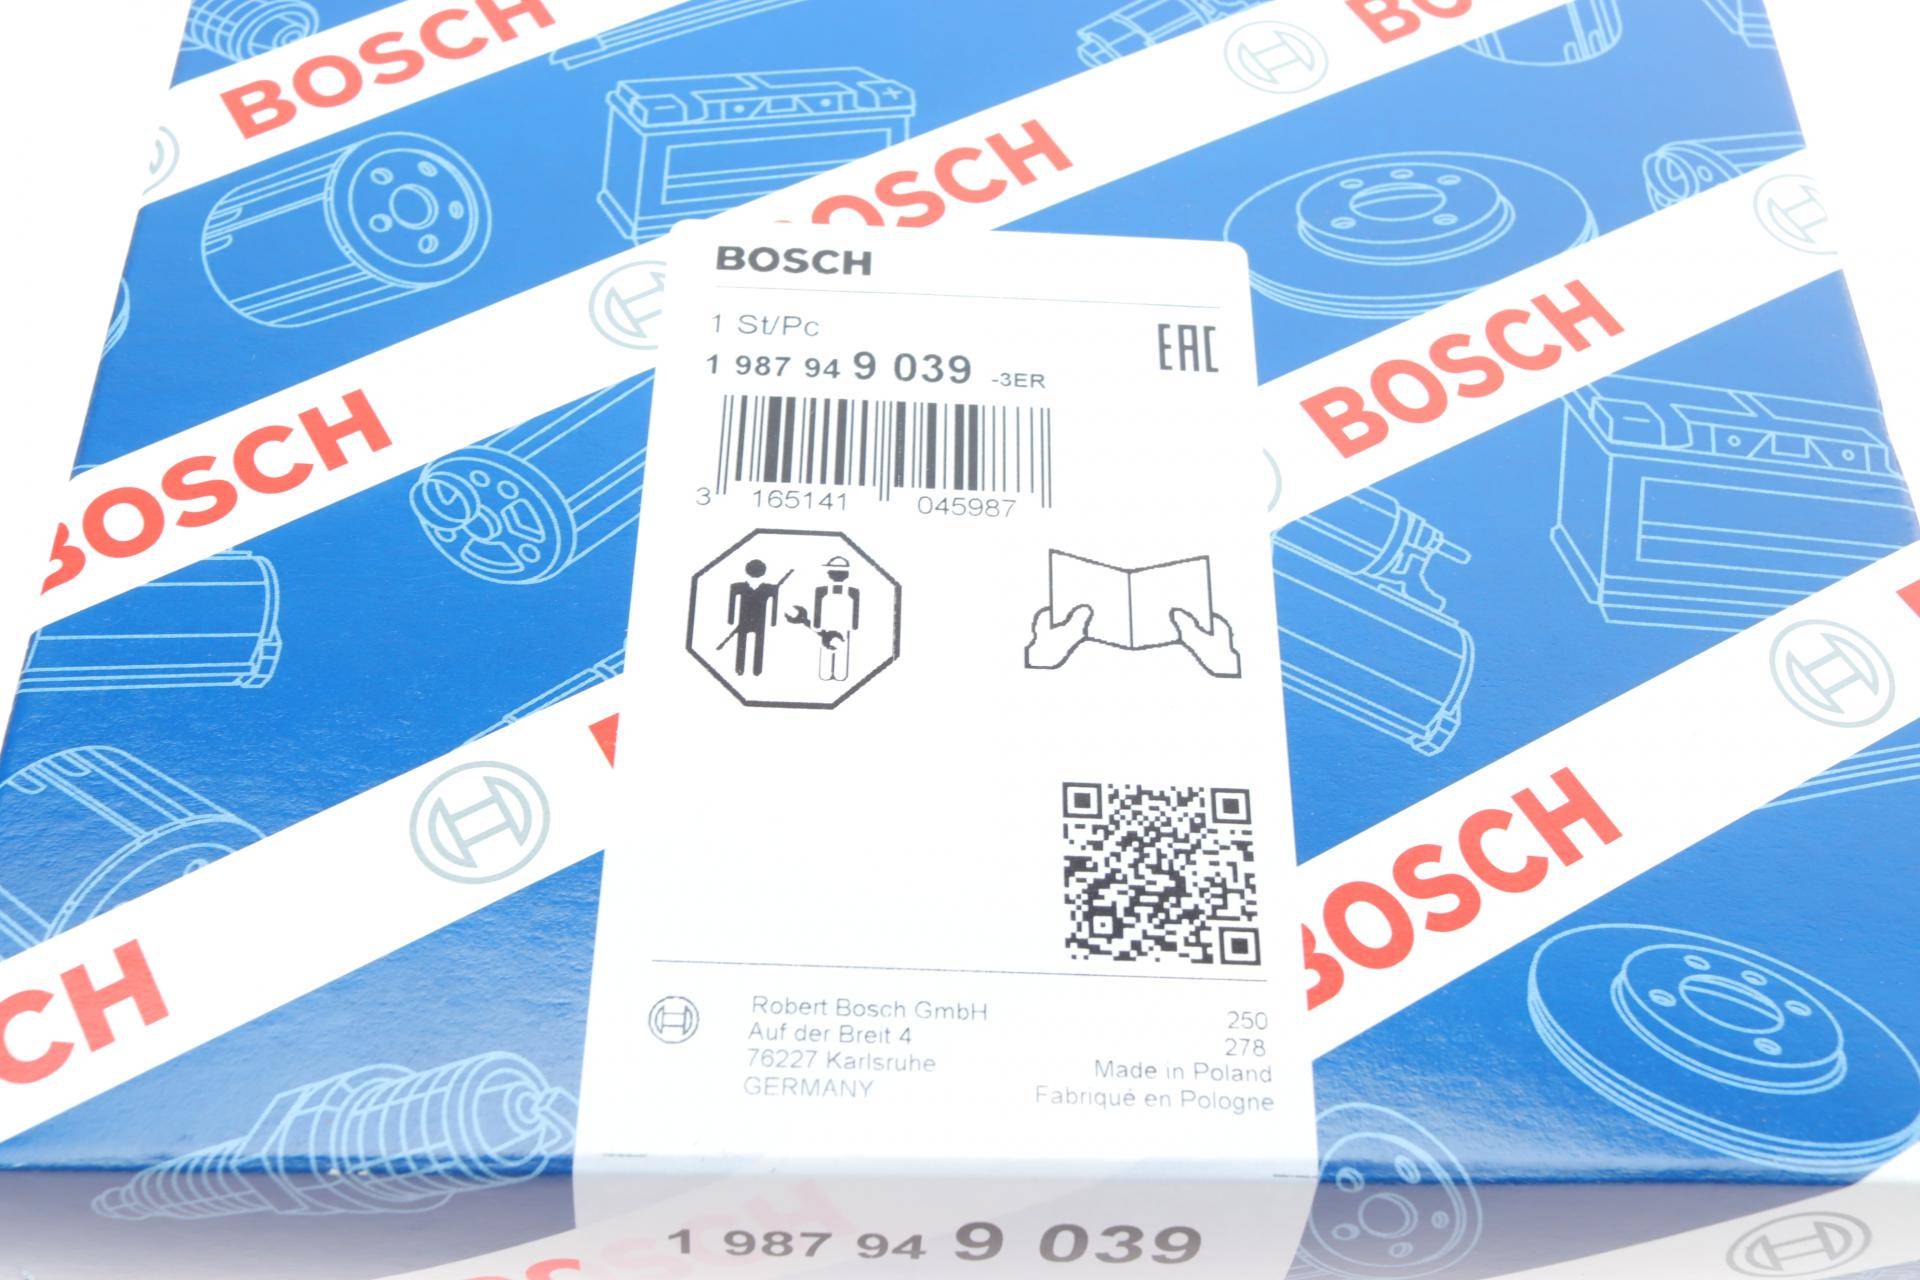 BOSCH
BOSCH
BOSCH
BOSCH
BOSCH
BOSCH
BOSCH
1 St/Pc
EAC
1 987 94 9 039 -3ER
3 165141 045987
BOSCH
Robert Bosch GmbH
Auf der Breit 4
76227 Karlsruhe
GERMANY
250
278
Made in Poland
Fabriqué en Pologne
CH
1 987 94 9 039